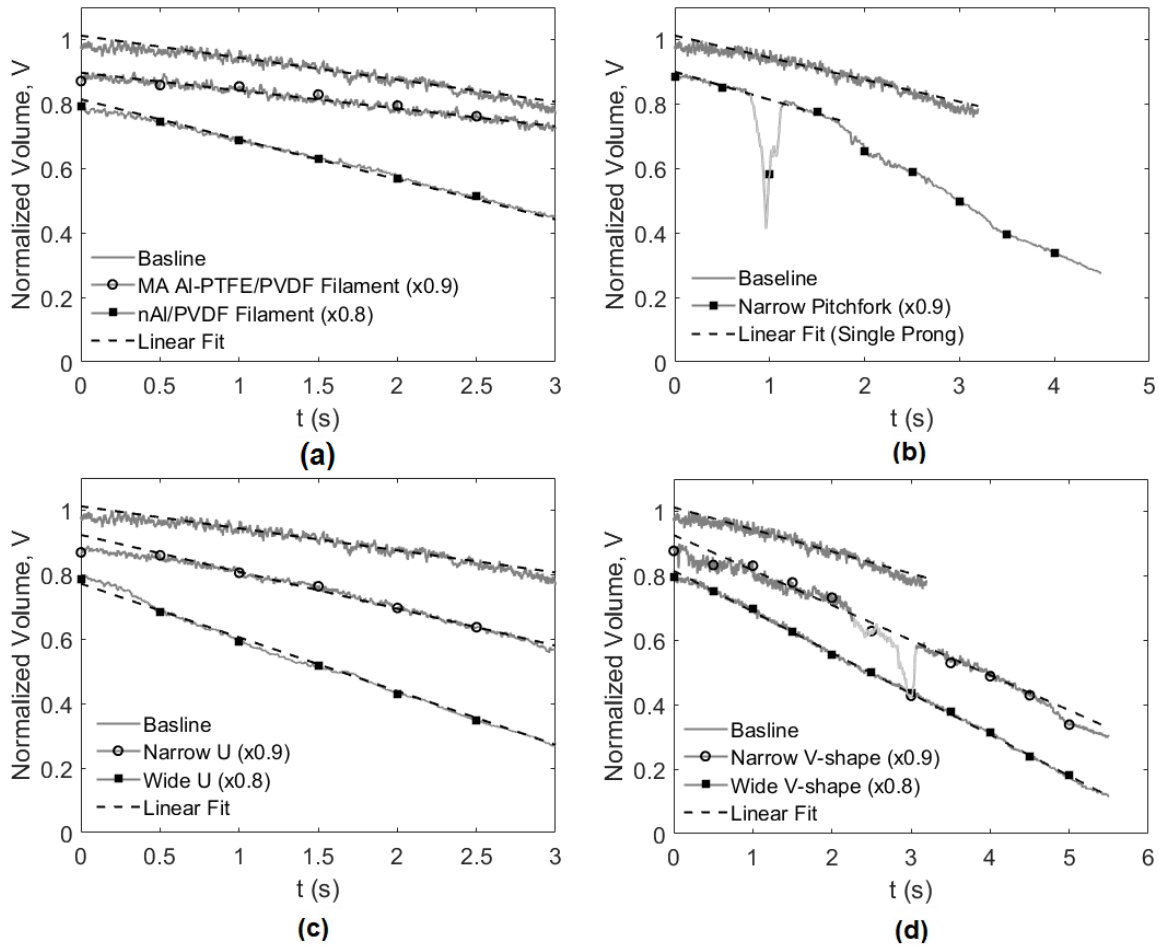 Normalized Volume, V
1
0.8
0.6
0.4
0.2
0
Basline
MA Al-PTFE/PVDF Filament (x0.9)
nAl/PVDF Filament (x0.8)
Linear Fit
0 0.5 1 1.5 2 2.5 3
t (s)
(a)
Normalized Volume, V
1
0.8
0.6
0.4
0.2
0
Baseline
Narrow Pitchfork (x0.9)
Linear Fit (Single Prong)
0 1 2 3 4 5
t (s)
(b)
Normalized Volume, V
1
0.8
0.6
0.4
0.2
0
Basline
Narrow U (x0.9)
Wide U (x0.8)
Linear Fit
0 0.5 1 1.5 2 2.5 3
t (s)
(c)
Normalized Volume, V
1
0.8
0.6
0.4
0.2
0
Basline
Narrow V-shape (x0.9)
Wide V-shape (x0.8)
Linear Fit
0 1 2 3 4 5 6
t (s)
(d)